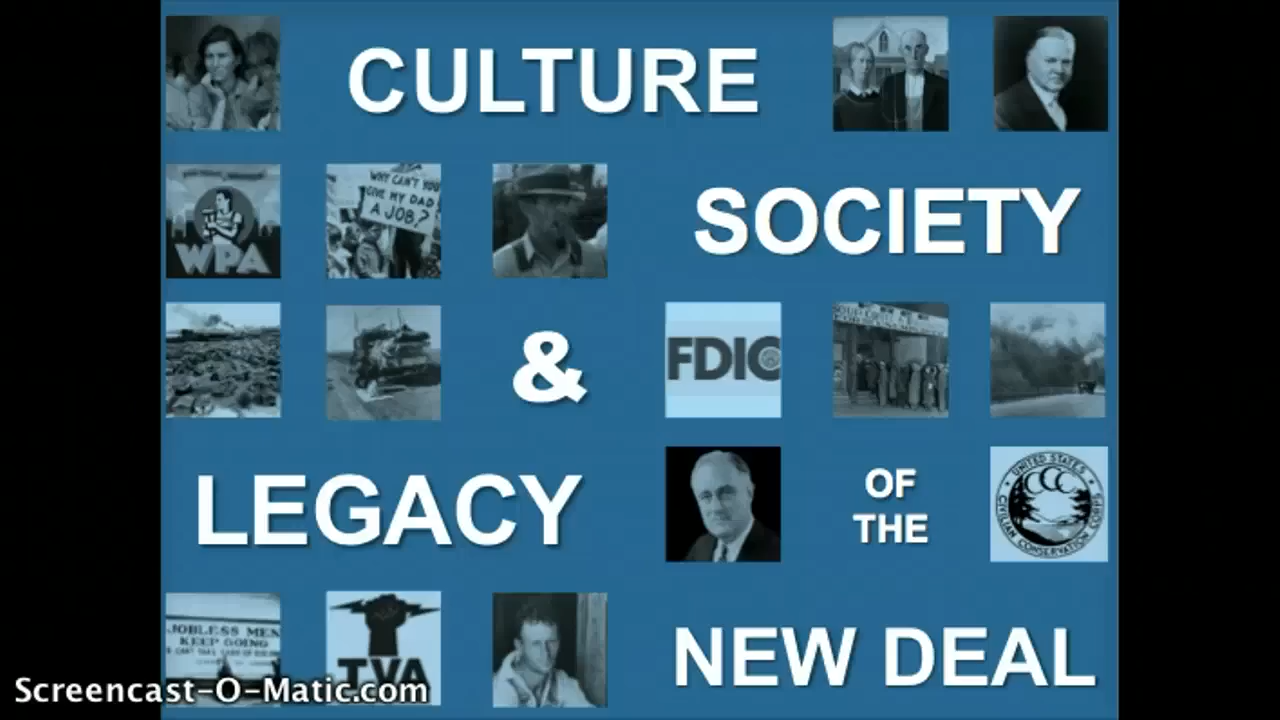 CULTURE
WPA
WHY CAN'T YOU
GIVE MY DAD
A JOB?
SOCIETY
&
FDIC
LEGACY
OF
THE
UNITED STATES
CCC
CIVILIAN CONSERVATION CORPS
JOBLESS MEN
KEEP GOING
TVA
NEW DEAL
Screencast-O-Matic.com